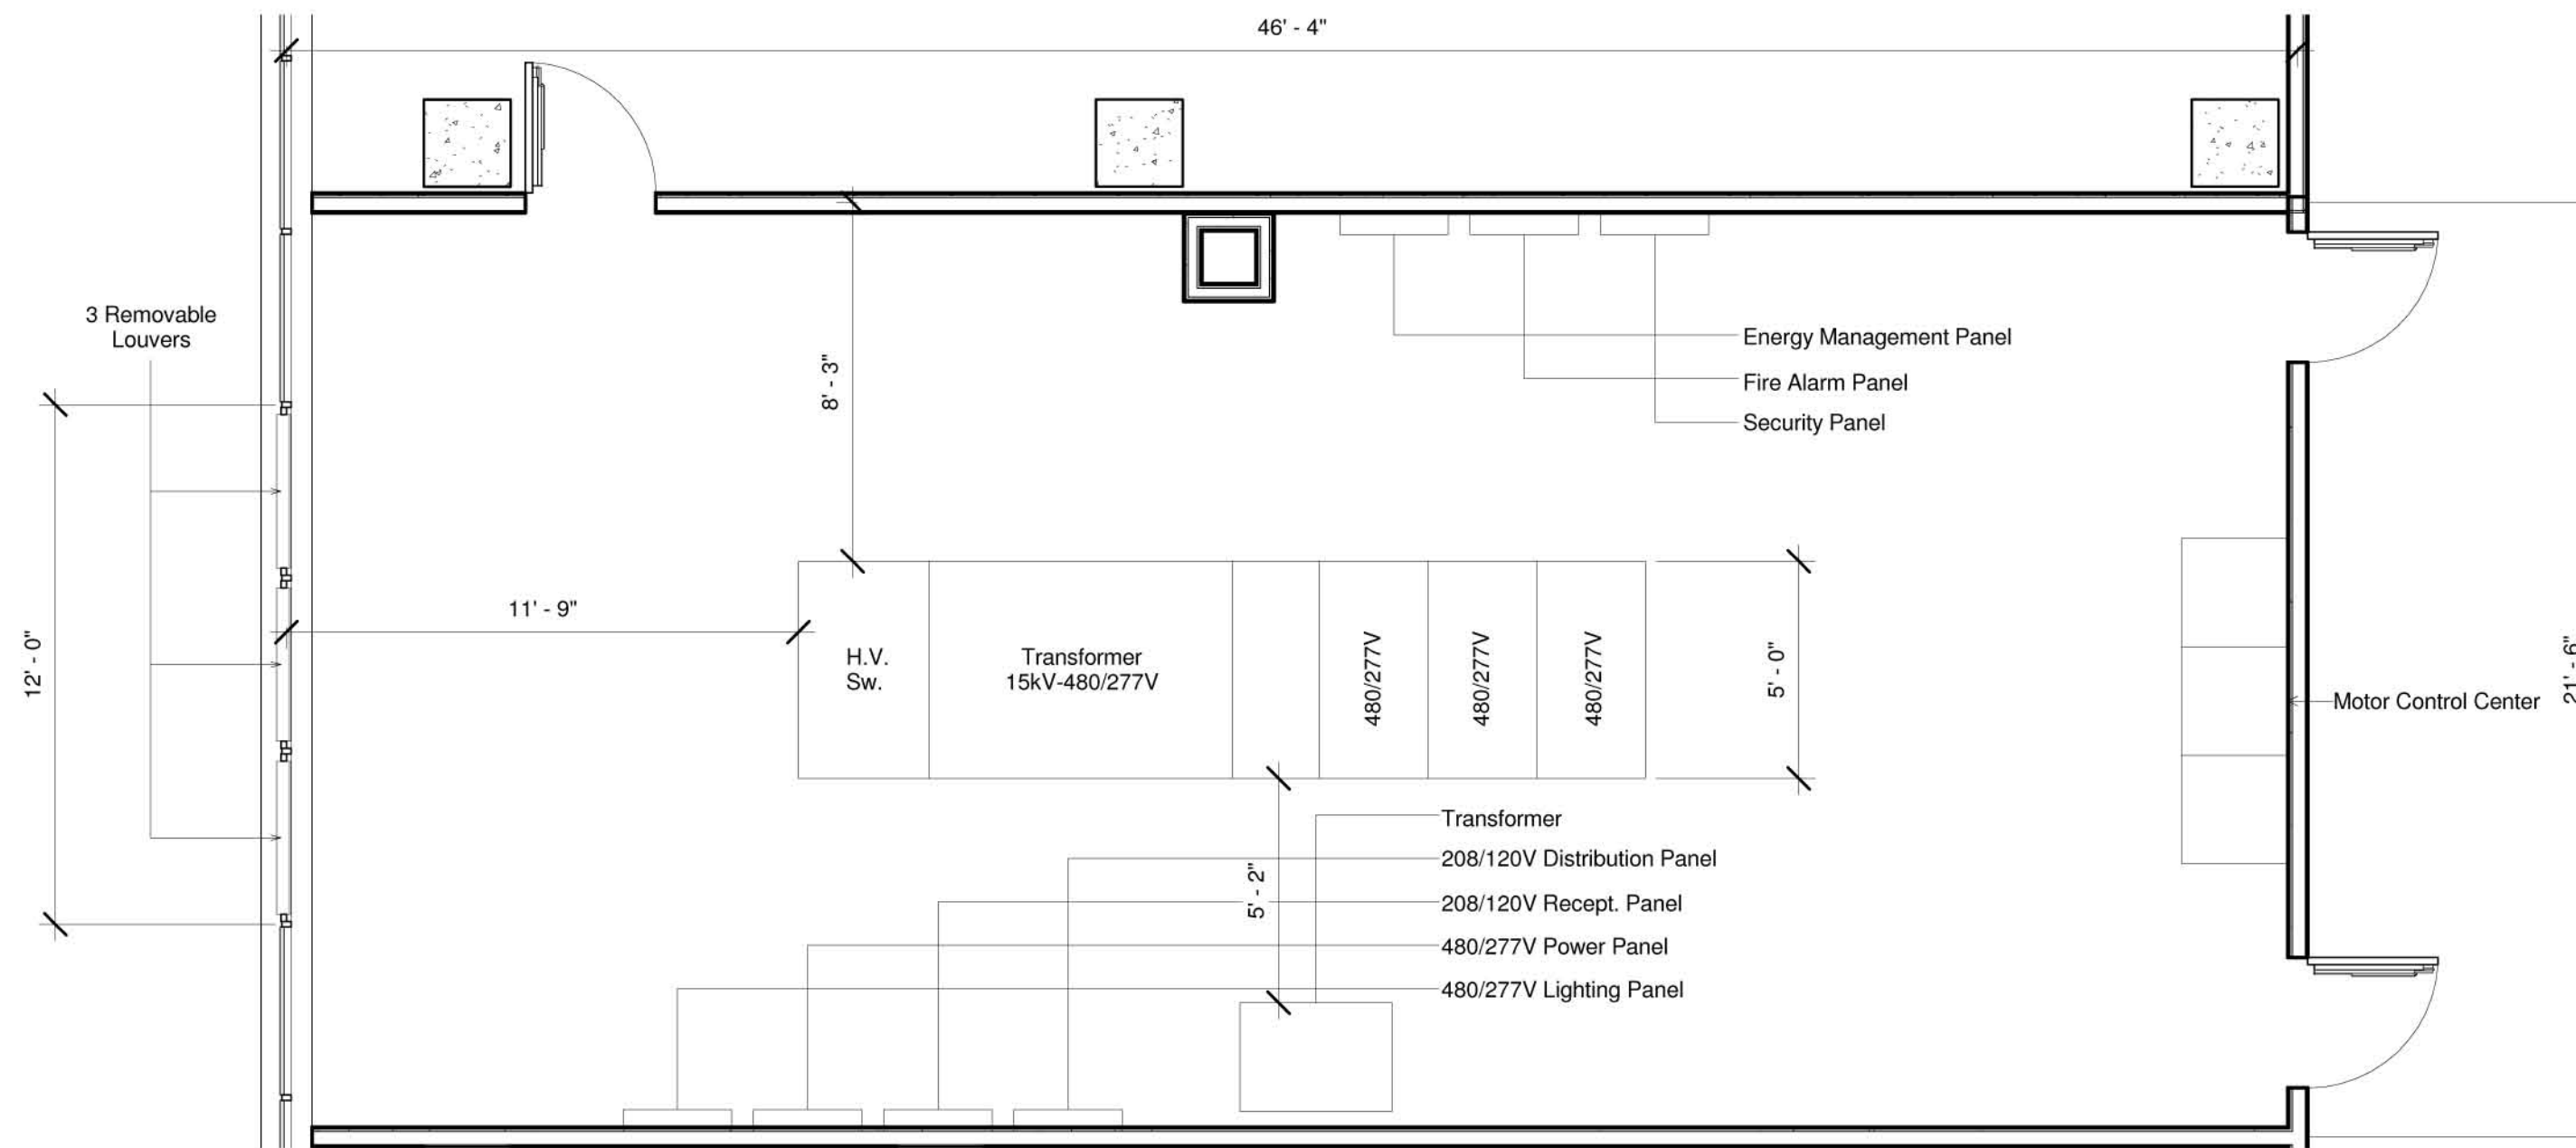 46' - 4"
3 Removable
Louvers
8' - 3"
Energy Management Panel
Fire Alarm Panel
Security Panel
12' - 0"
11' - 9"
H.V.
Sw.
Transformer
15kV-480/277V
480/277V
480/277V
480/277V
5' - 0"
Motor Control Center
21' - 6"
5' - 2"
Transformer
208/120V Distribution Panel
208/120V Recept. Panel
480/277V Power Panel
480/277V Lighting Panel